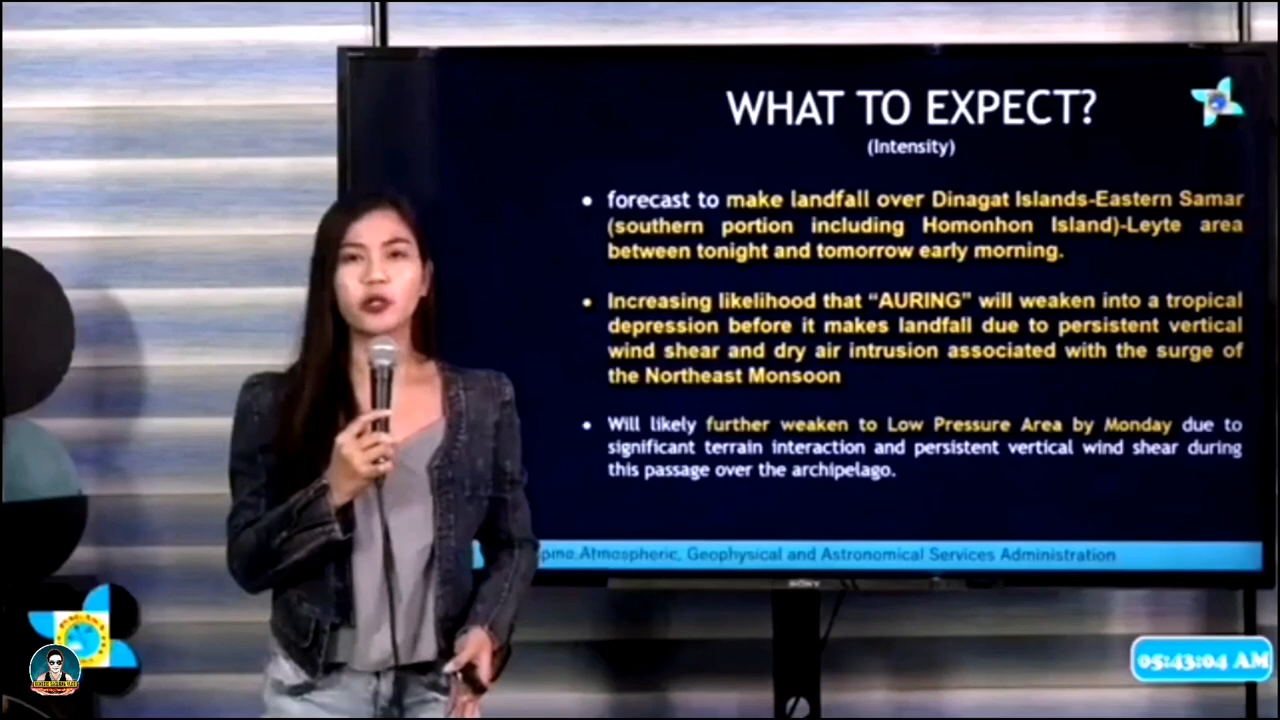 WHAT TO EXPECT?
(Intensity)
• forecast to make landfall over Dinagat Islands-Eastern Samar
(southern portion including Homonhon Island)-Leyte area
between tonight and tomorrow early morning.
• Increasing likelihood that “AURING” will weaken into a tropical
depression before it makes landfall due to persistent vertical
wind shear and dry air intrusion associated with the surge of
the Northeast Monsoon
• Will likely further weaken to Low Pressure Area by Monday due to
significant terrain interaction and persistent vertical wind shear during
this passage over the archipelago.
Atmospheric, Geophysical and Astronomical Services Administration
SONY
05:43:04 AM